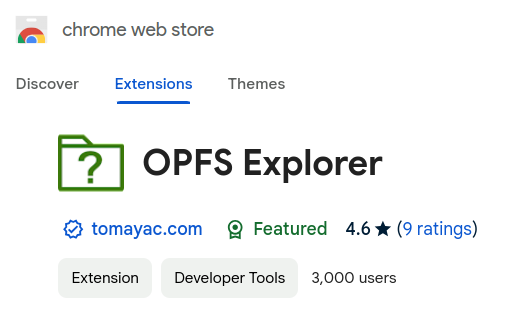 chrome web store
Discover Extensions Themes
? OPFS Explorer
tomayac.com Featured 4.6★ (9 ratings)
Extension Developer Tools 3,000 users